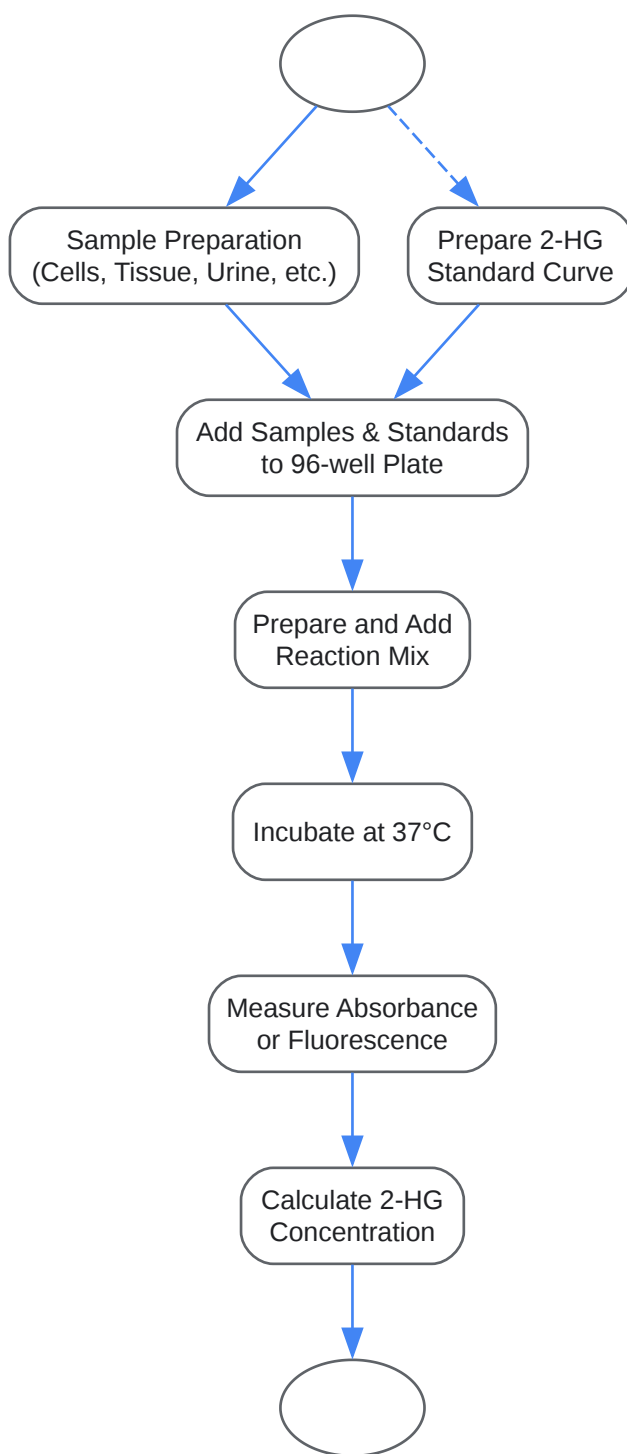 Sample Preparation
(Cells, Tissue, Urine, etc.)
Prepare 2-HG
Standard Curve
Add Samples & Standards
to 96-well Plate
Prepare and Add
Reaction Mix
Incubate at 37°C
Measure Absorbance
or Fluorescence
Calculate 2-HG
Concentration